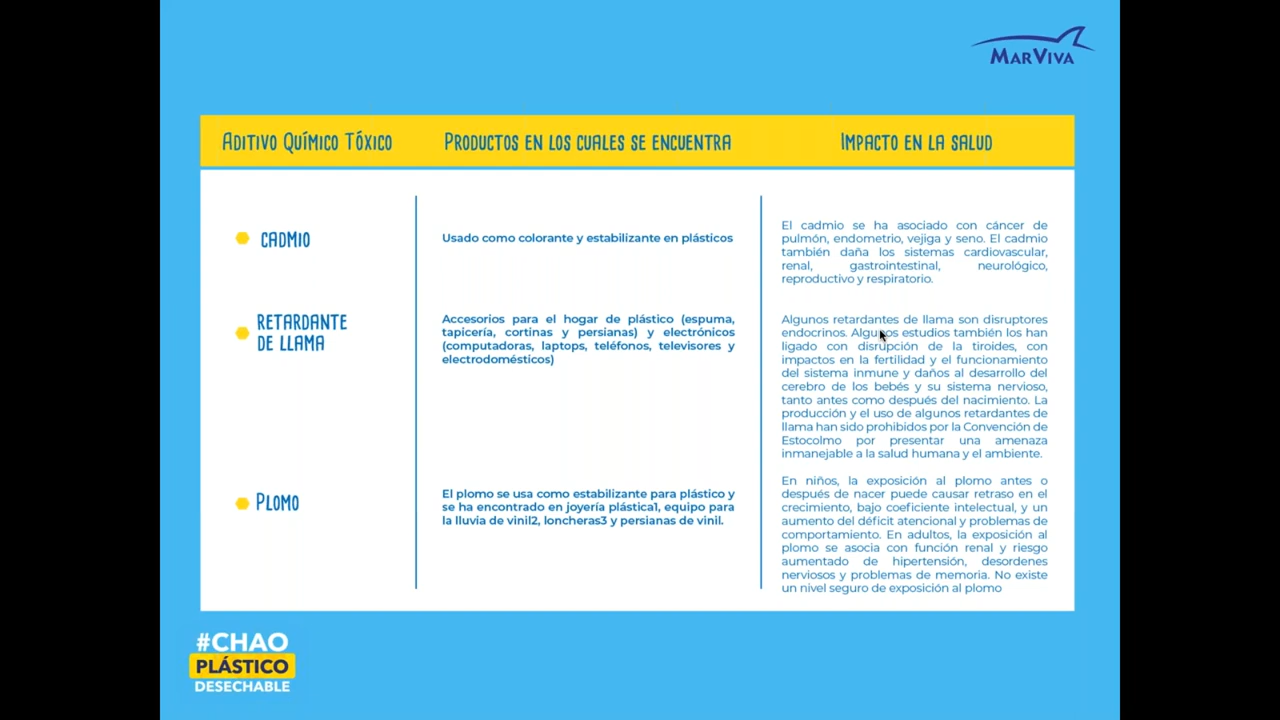 MARVIVA
ADITIVO QUÍMICO TÓXICO
PRODUCTOS EN LOS CUALES SE ENCUENTRA
IMPACTO EN LA SALUD
CADMIO
Usado como colorante y estabilizante en plásticos
El cadmio se ha asociado con cáncer de
pulmón, endometrio, vejiga y seno. El cadmio
también daña los sistemas cardiovascular,
renal, gastrointestinal, neurológico,
reproductivo y respiratorio.
RETARDANTE
DE LLAMA
Accesorios para el hogar de plástico (espuma,
tapicería, cortinas y persianas) y electrónicos
(computadoras, laptops, teléfonos, televisores y
electrodomésticos)
Algunos retardantes de llama son disruptores
endocrinos. Algunos estudios también los han
ligado con disrupción de la tiroides, con
impactos en la fertilidad y el funcionamiento
del sistema inmune y daños al desarrollo del
cerebro de los bebés y su sistema nervioso,
tanto antes como después del nacimiento. La
producción y el uso de algunos retardantes de
llama han sido prohibidos por la Convención de
Estocolmo por presentar una amenaza
inmanejable a la salud humana y el ambiente.
PLOMO
El plomo se usa como estabilizante para plástico y
se ha encontrado en joyería plástica1, equipo para
la lluvia de vinil2, loncheras3 y persianas de vinil.
En niños, la exposición al plomo antes o
después de nacer puede causar retraso en el
crecimiento, bajo coeficiente intelectual, y un
aumento del déficit atencional y problemas de
comportamiento. En adultos, la exposición al
plomo se asocia con función renal y riesgo
aumentado de hipertensión, desordenes
nerviosos y problemas de memoria. No existe
un nivel seguro de exposición al plomo
#CHAO
PLÁSTICO
DESECHABLE